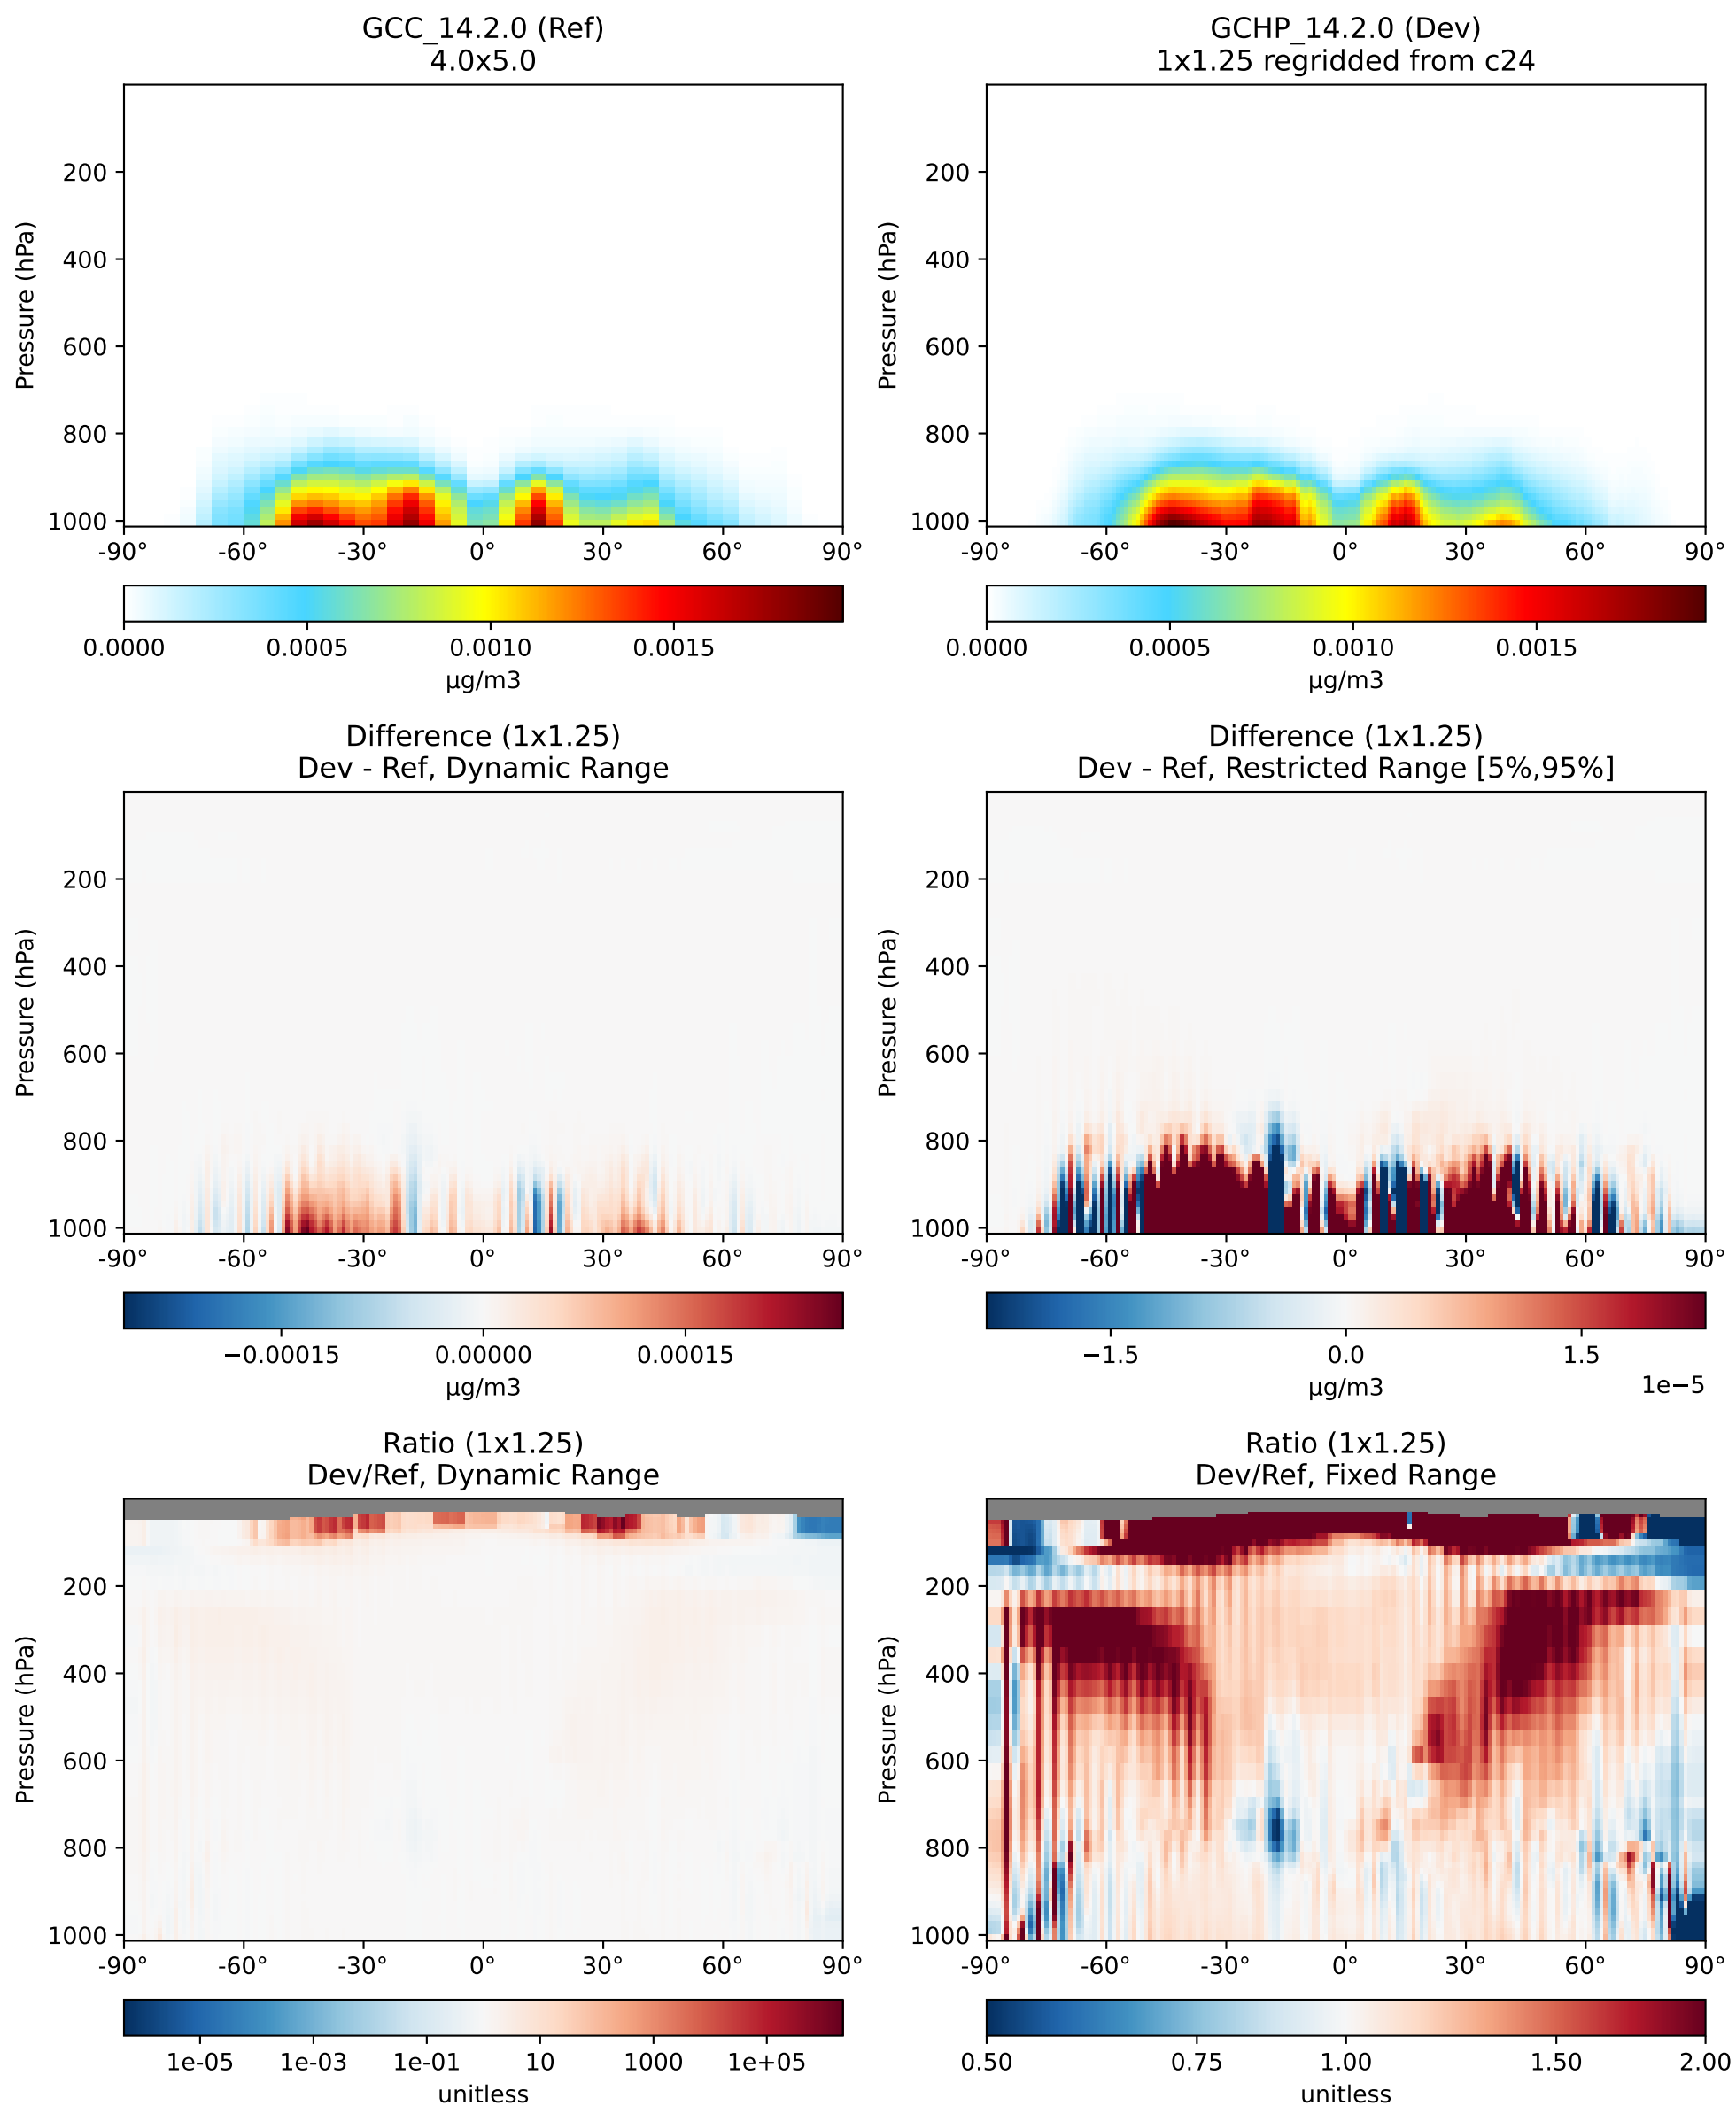 GCC_14.2.0 (Ref)
4.0x5.0
GCHP_14.2.0 (Dev)
1x1.25 regridded from c24
Pressure (hPa)
200
400
600
800
1000
-90° -60° -30° 0° 30° 60° 90°
0.0000 0.0005 0.0010 0.0015
µg/m3
Pressure (hPa)
200
400
600
800
1000
-90° -60° -30° 0° 30° 60° 90°
0.0000 0.0005 0.0010 0.0015
µg/m3
Difference (1x1.25)
Dev - Ref, Dynamic Range
Pressure (hPa)
200
400
600
800
1000
-90° -60° -30° 0° 30° 60° 90°
−0.00015 0.00000 0.00015
µg/m3
Difference (1x1.25)
Dev - Ref, Restricted Range [5%,95%]
Pressure (hPa)
200
400
600
800
1000
-90° -60° -30° 0° 30° 60° 90°
−1.5 0.0 1.5
µg/m3
1e−5
Ratio (1x1.25)
Dev/Ref, Dynamic Range
Pressure (hPa)
200
400
600
800
1000
-90° -60° -30° 0° 30° 60° 90°
1e-05 1e-03 1e-01 10 1000 1e+05
unitless
Ratio (1x1.25)
Dev/Ref, Fixed Range
Pressure (hPa)
200
400
600
800
1000
-90° -60° -30° 0° 30° 60° 90°
0.50 0.75 1.00 1.50 2.00
unitless